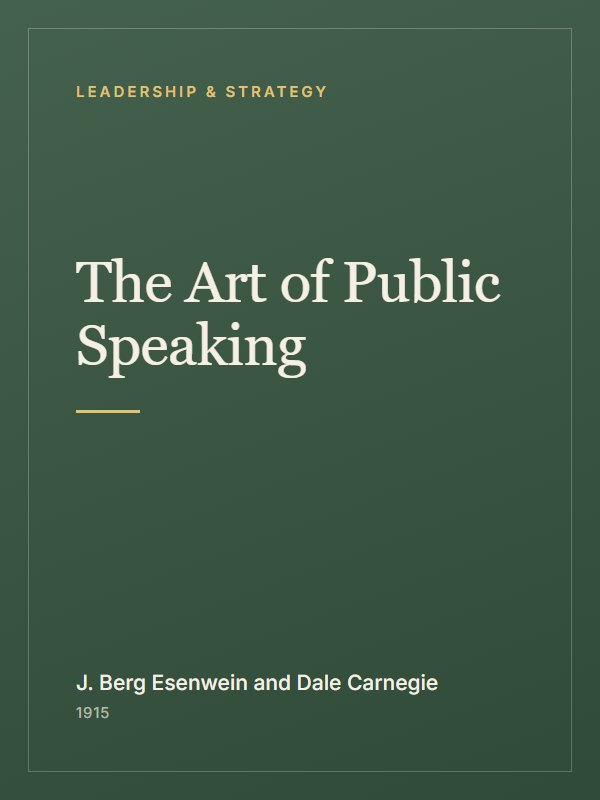 LEADERSHIP & STRATEGY
The Art of Public
Speaking
J. Berg Esenwein and Dale Carnegie
1915